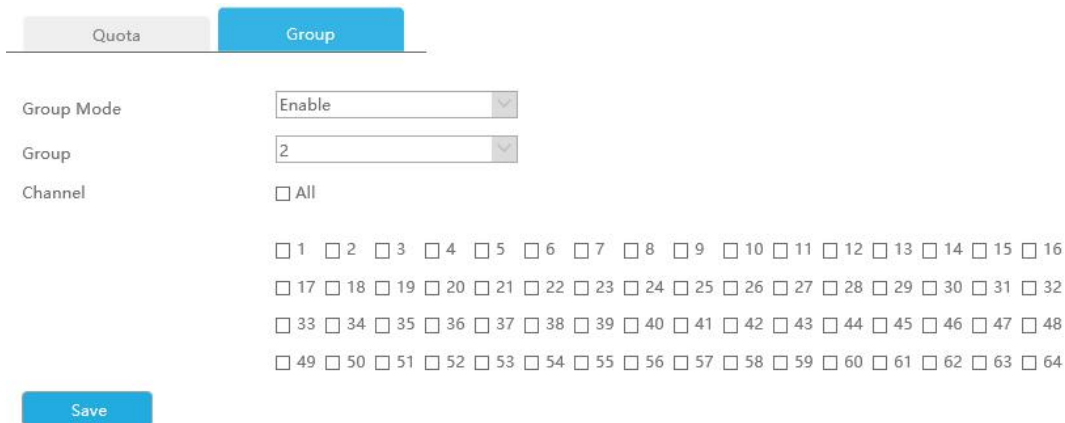 Quota Group
Group Mode Enable
Group 2
Channel All
1 2 3 4 5 6 7 8 9 10 11 12 13 14 15 16
17 18 19 20 21 22 23 24 25 26 27 28 29 30 31 32
33 34 35 36 37 38 39 40 41 42 43 44 45 46 47 48
49 50 51 52 53 54 55 56 57 58 59 60 61 62 63 64
Save